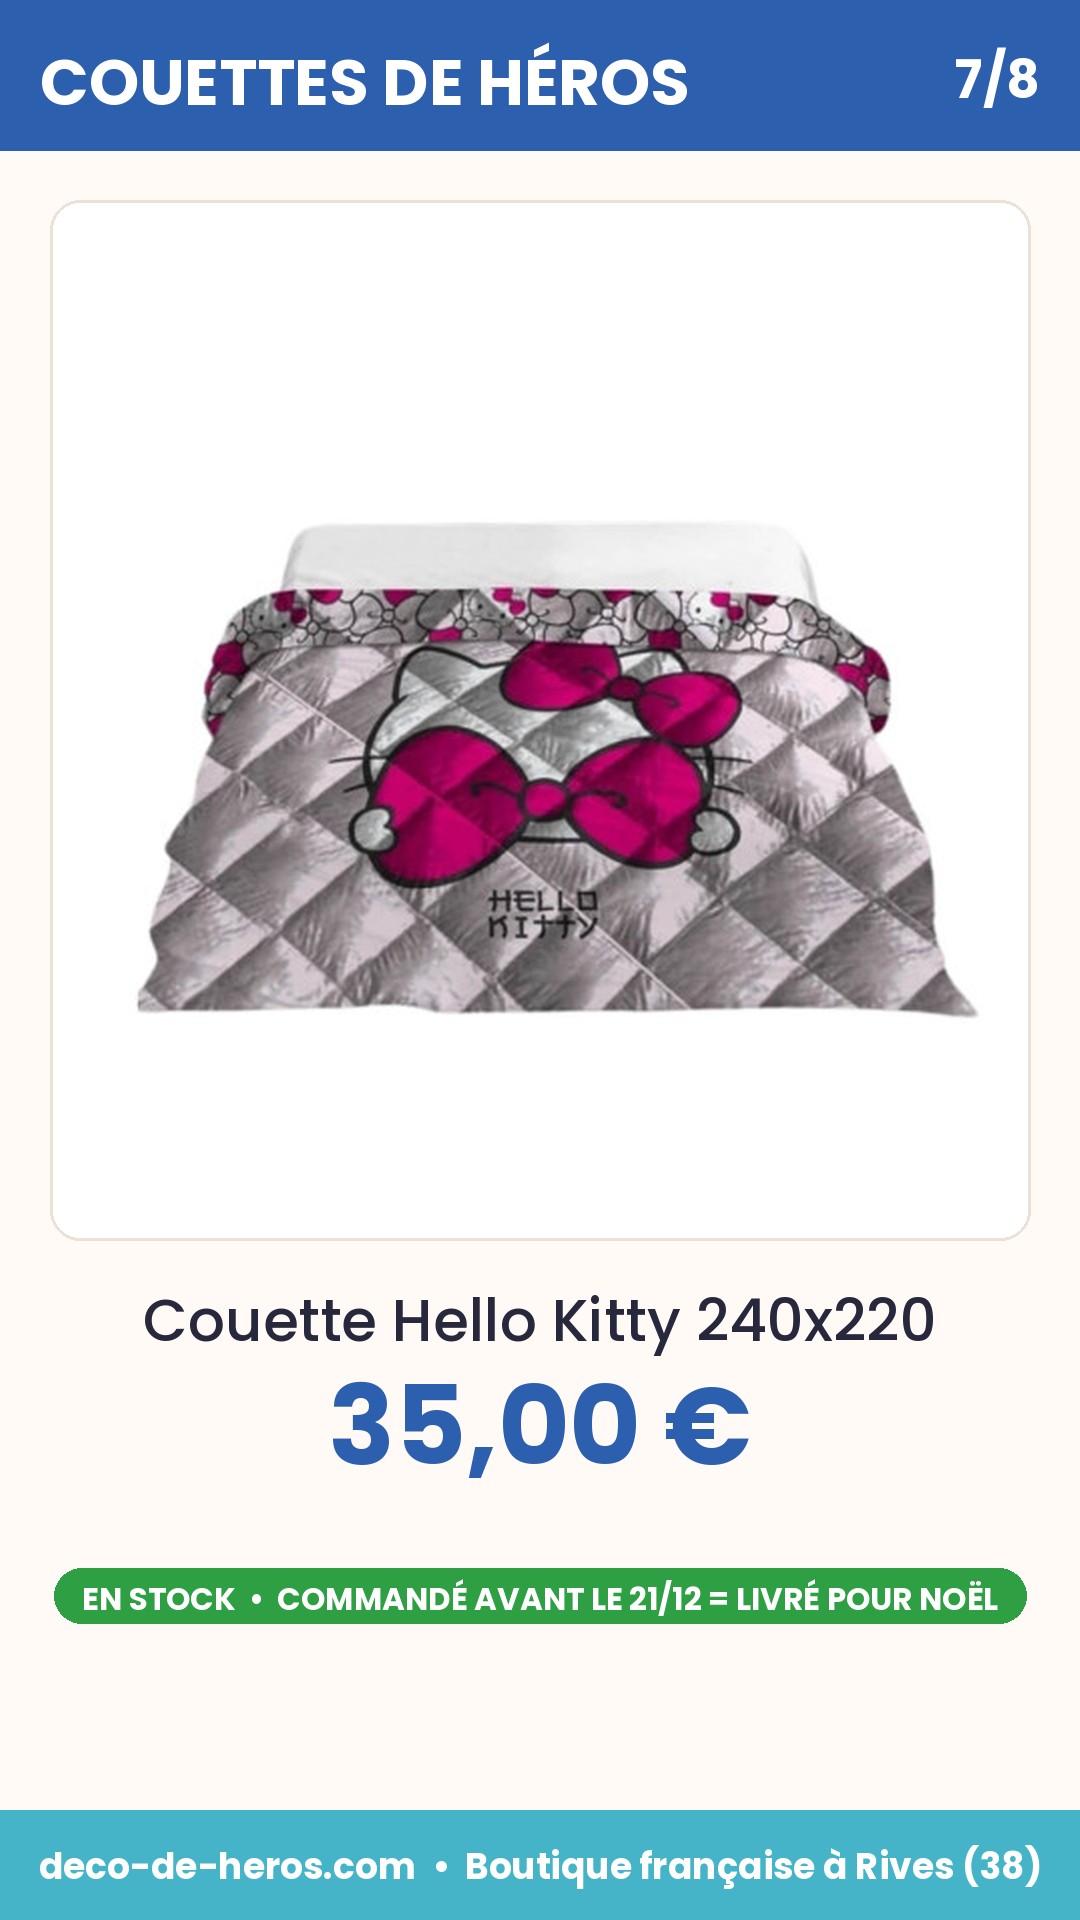 COUETTES DE HÉROS
7/8
HELLO
KITTY
Couette Hello Kitty 240x220
35,00 €
EN STOCK • COMMANDÉ AVANT LE 21/12 = LIVRÉ POUR NOËL
deco-de-heros.com • Boutique française à Rives (38)